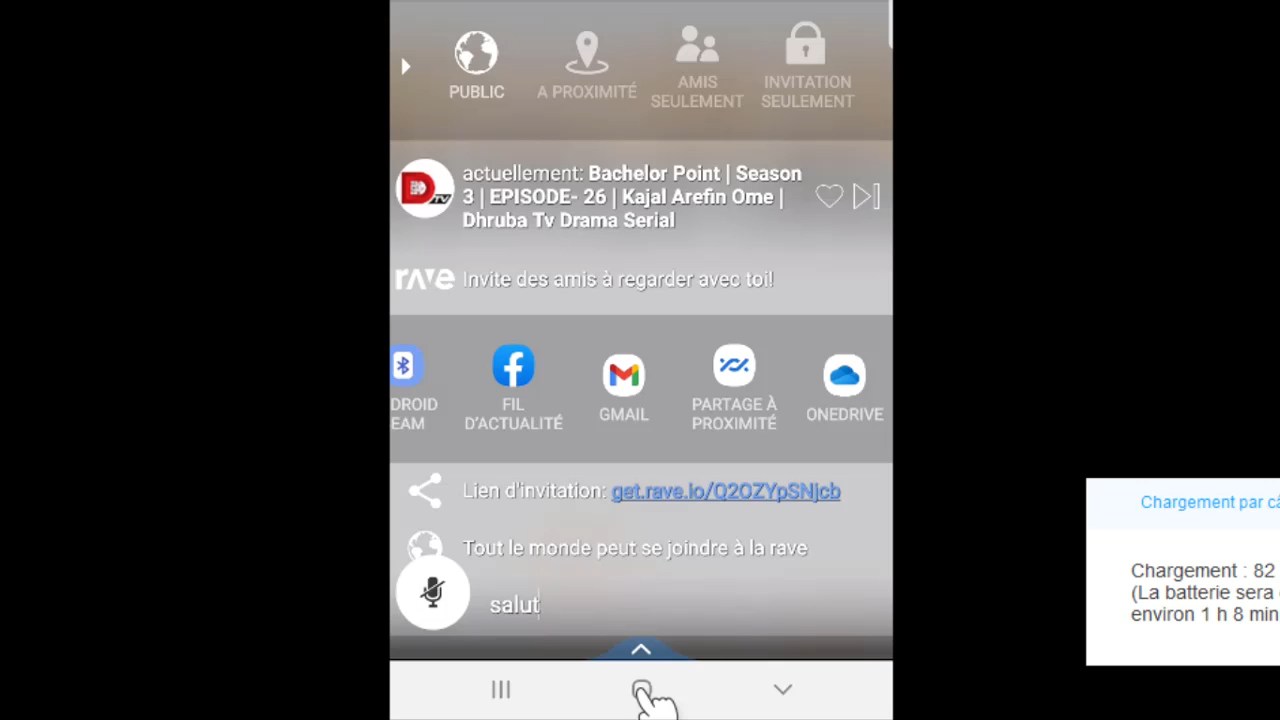 PUBLIC
A PROXIMITÉ
AMIS
SEULEMENT
INVITATION
SEULEMENT
actuellement: Bachelor Point | Season
3 | EPISODE- 26 | Kajal Arefin Ome |
Dhruba Tv Drama Serial
rave Invite des amis à regarder avec toi!
DROID
EAM
FIL
D'ACTUALITÉ
GMAIL
PARTAGE À
PROXIMITÉ
ONEDRIVE
Lien d'invitation: get.rave.io/Q2OZYpSNjcb
Tout le monde peut se joindre à la rave
salut
Chargement par câ
Chargement : 82
(La batterie sera
environ 1 h 8 min